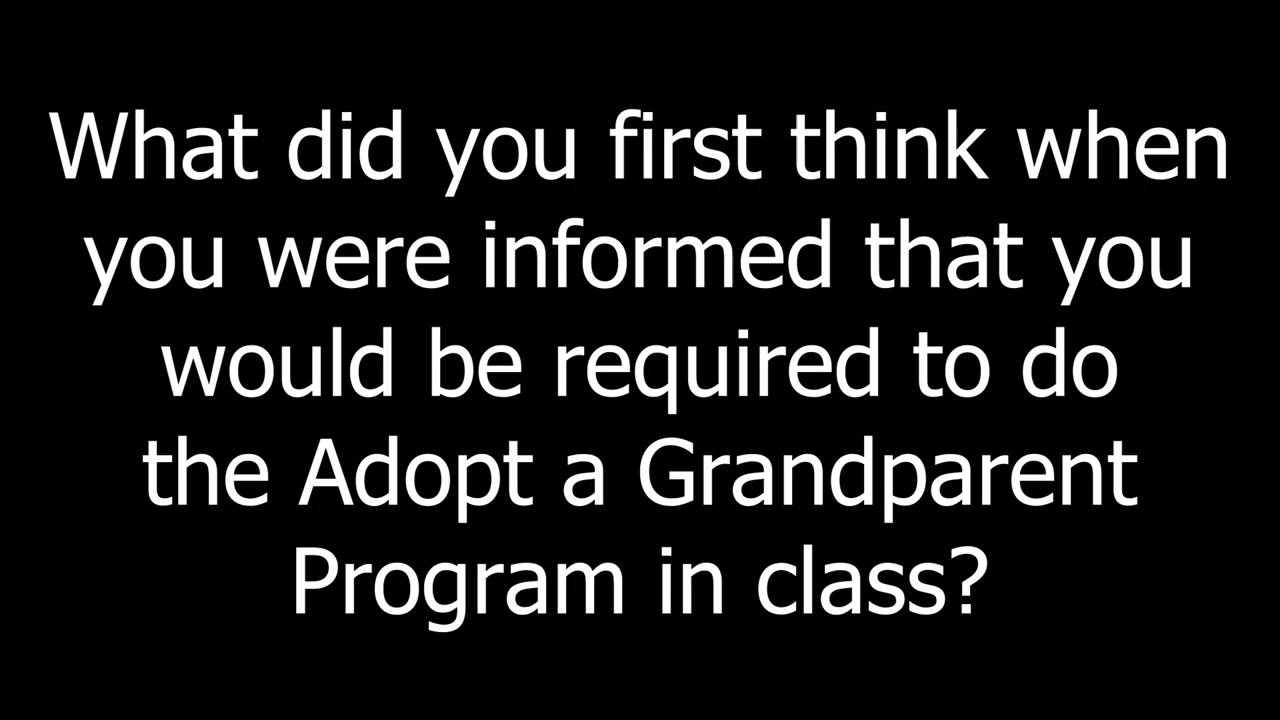 What did you first think when
you were informed that you
would be required to do
the Adopt a Grandparent
Program in class?